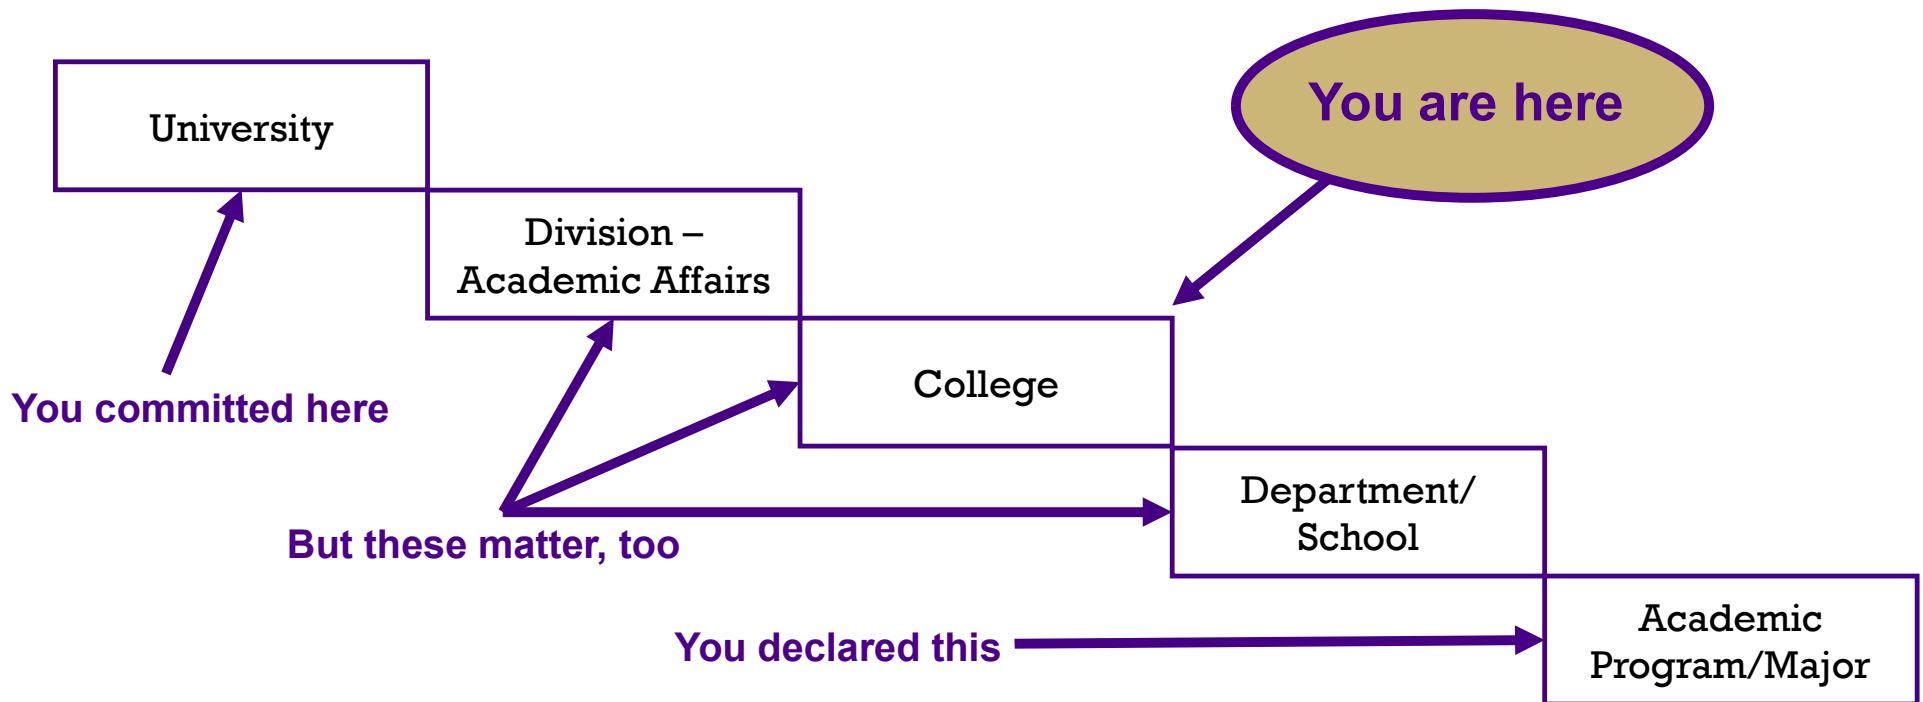 You are here
University
Division –
Academic Affairs
College
You committed here
Department/
School
But these matter, too
Academic
Program/Major
You declared this